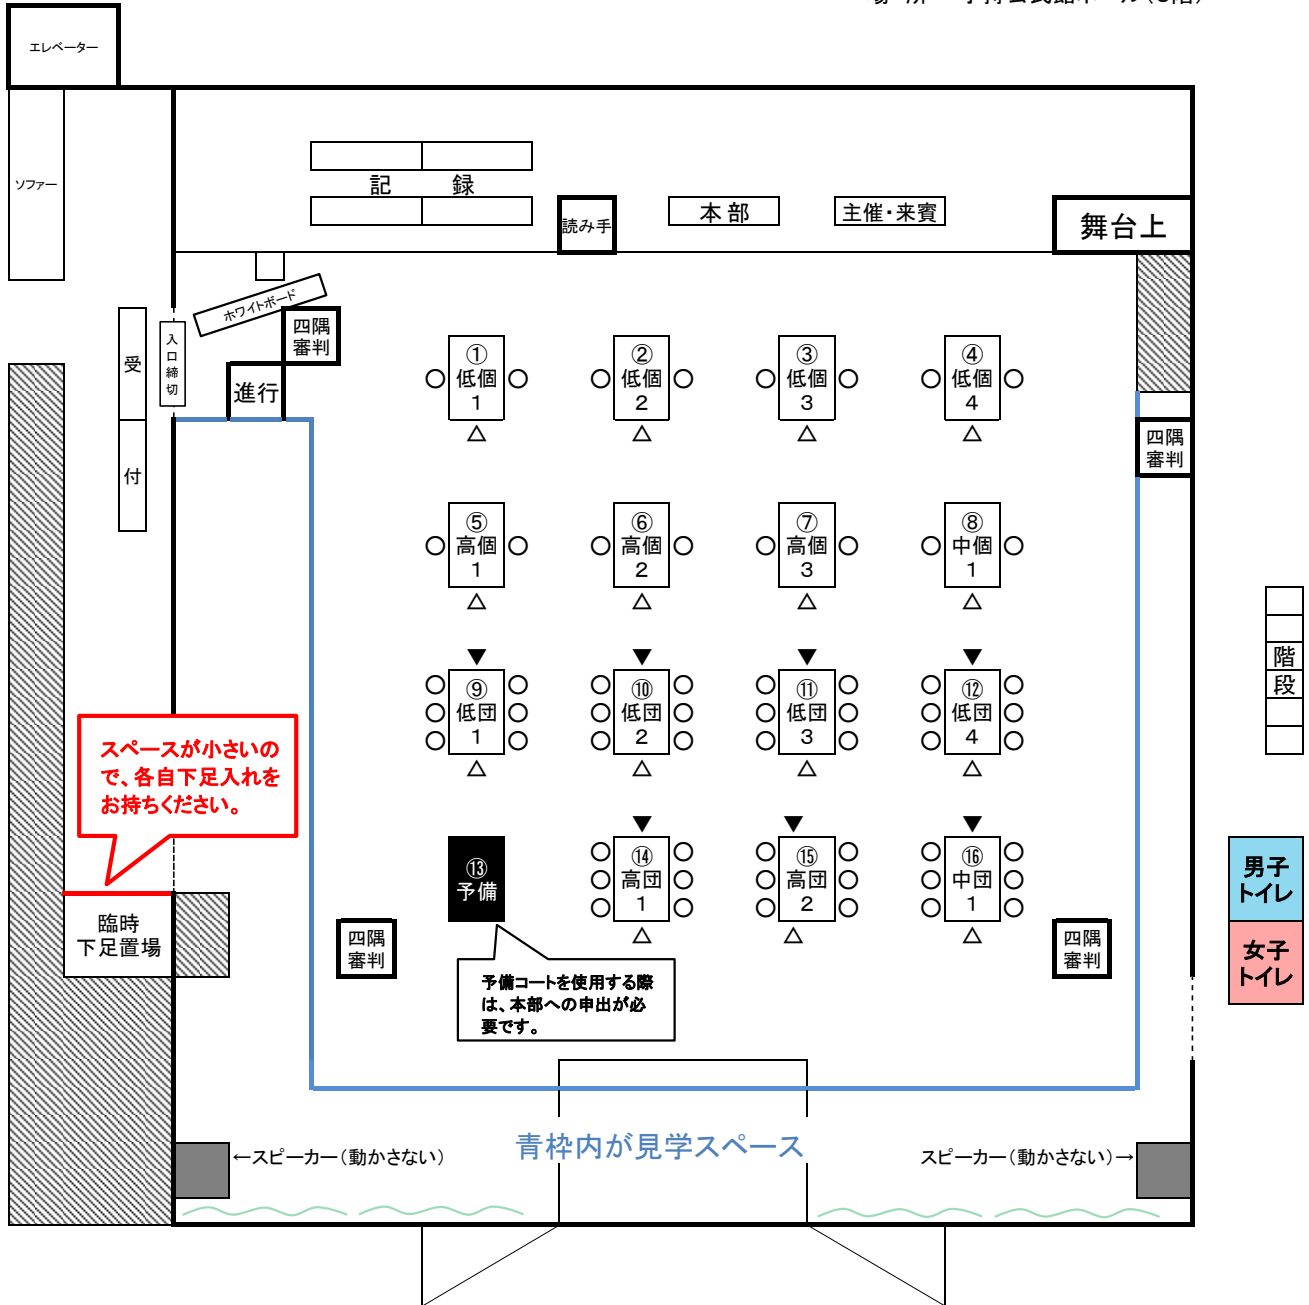 エレベーター
ソファー
記 録
読み手
本部
主催・来賓
舞台上
ホワイトボード
四隅
審判
入口締切
受付
進行
①
低個
1
②
低個
2
③
低個
3
④
低個
4
四隅
審判
⑤
高個
1
⑥
高個
2
⑦
高個
3
⑧
中個
1
階段
⑨
低団
1
⑩
低団
2
⑪
低団
3
⑫
低団
4
スペースが小さいの
で、各自下足入れを
お持ちください。
⑬
予備
⑭
高団
1
⑮
高団
2
⑯
中団
1
男子
トイレ
女子
トイレ
臨時
下足置場
四隅
審判
四隅
審判
予備コートを使用する際
は、本部への申出が必
要です。
青枠内が見学スペース
←スピーカー（動かさない）
スピーカー（動かさない）→